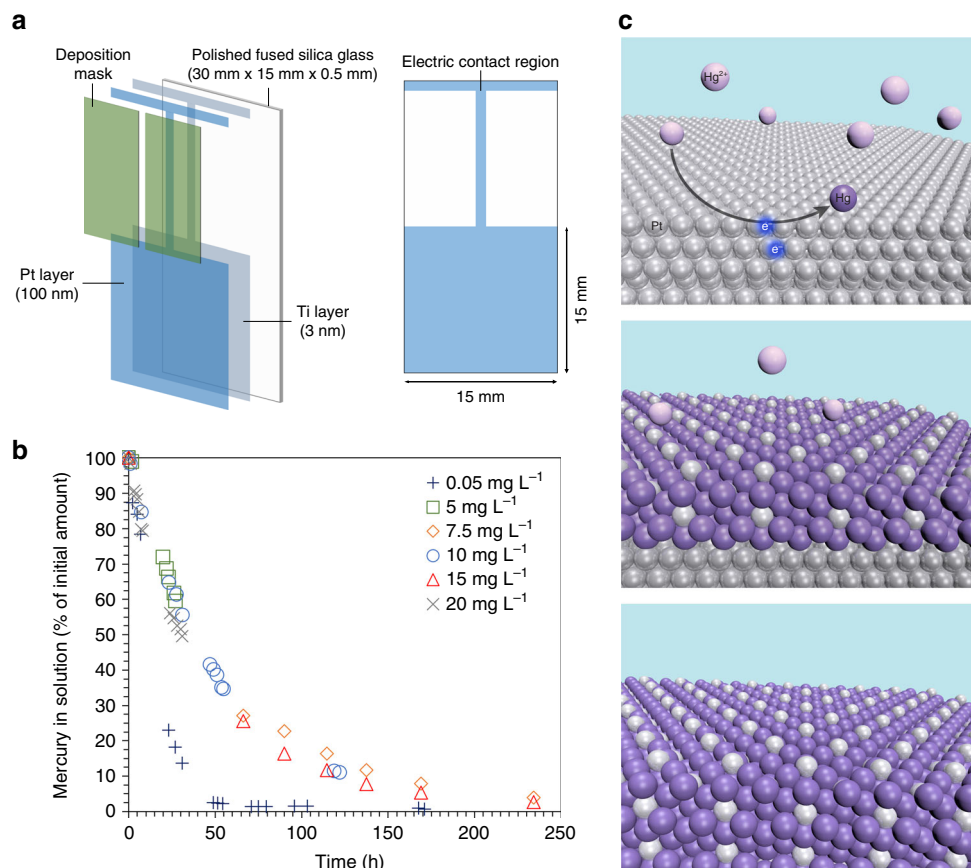 a
Deposition
mask
Polished fused silica glass
(30 mm x 15 mm x 0.5 mm)
Pt layer
(100 nm)
Ti layer
(3 nm)
Electric contact region
15 mm
15 mm
b
Mercury in solution (% of initial amount)
100
90
80
70
60
50
40
30
20
10
0
0
50
100
150
200
250
Time (h)
0.05 mg L⁻¹
5 mg L⁻¹
7.5 mg L⁻¹
10 mg L⁻¹
15 mg L⁻¹
20 mg L⁻¹
c
Hg²⁺
Hg
Pt
e⁻
e⁻